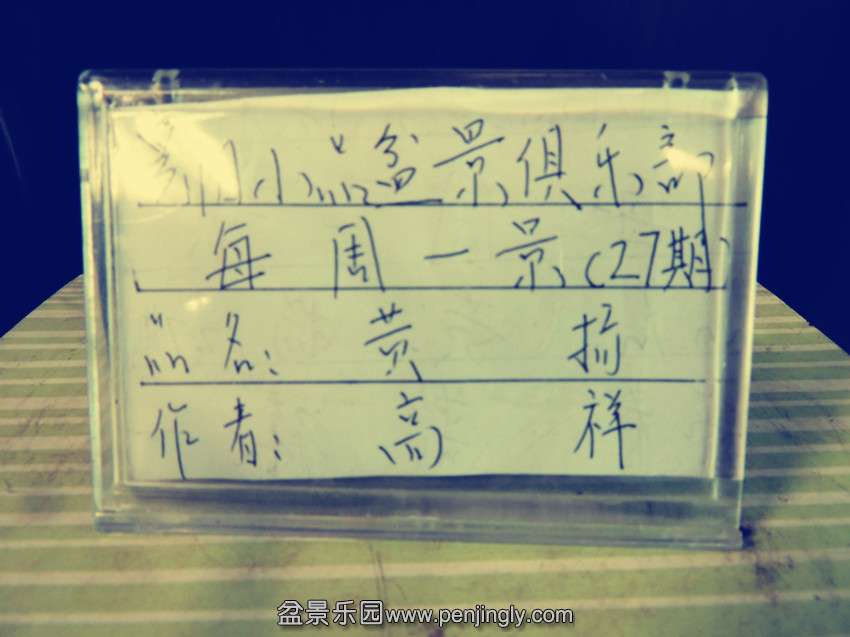 小品盆景俱乐部
每周一景(27期)
品名:黄杨
作者:高祥
盆景乐园www.penjingly.com